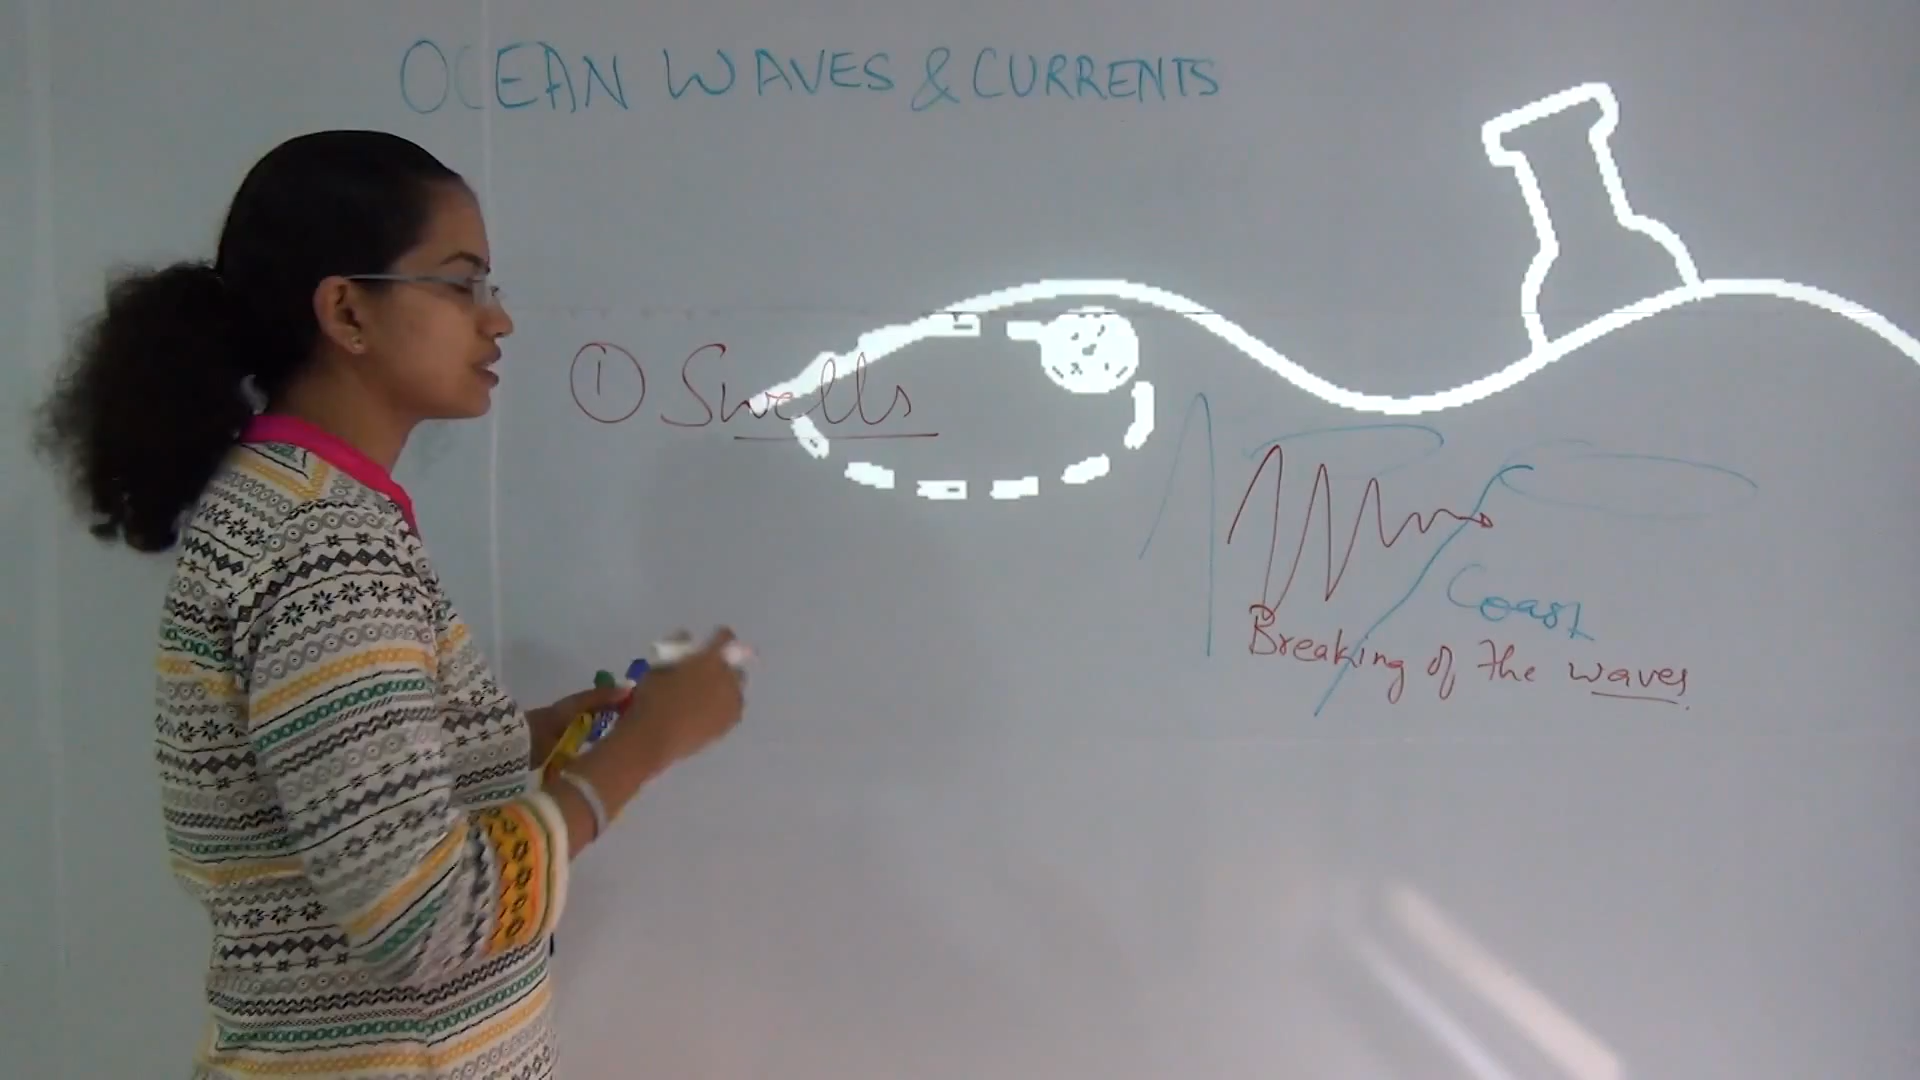 OCEAN WAVES & CURRENTS
① Swells
Coast
Breaking of the waves.